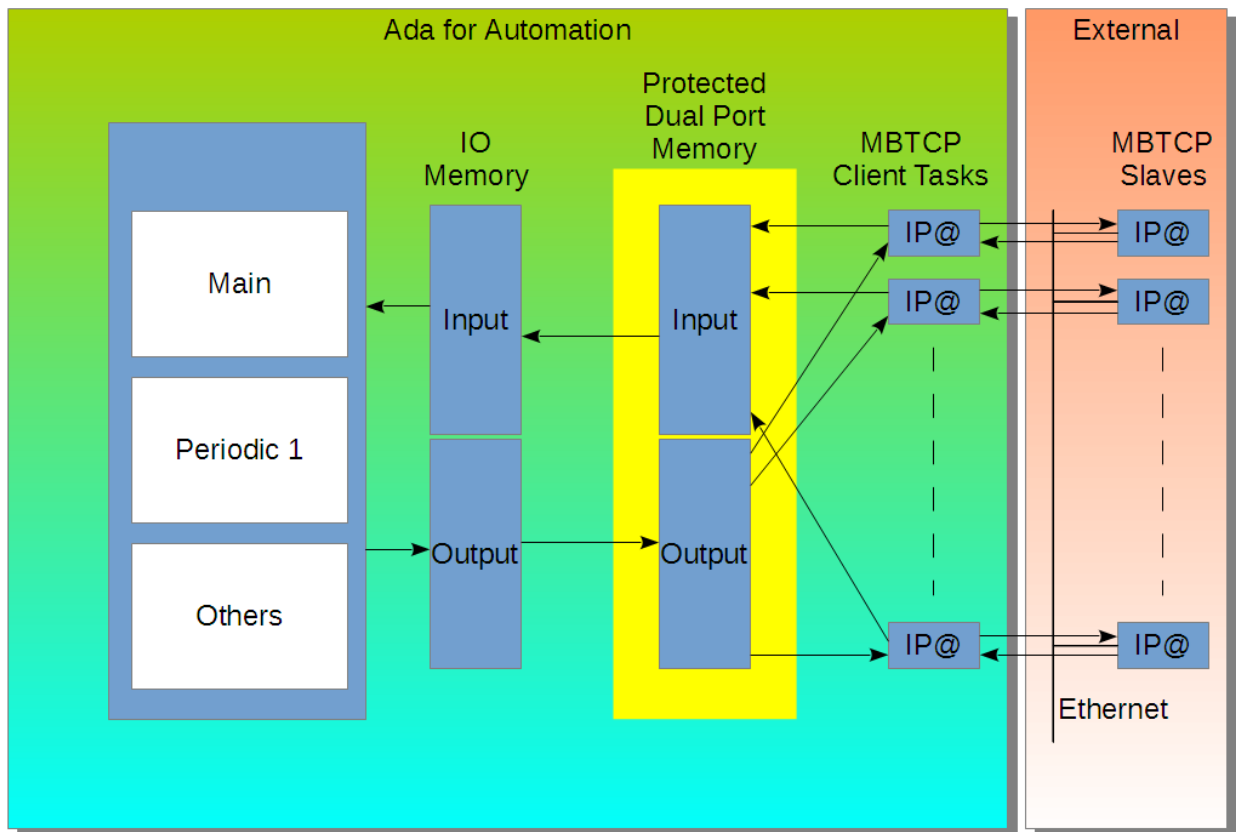 Ada for Automation
External
Protected
Dual Port
Memory
IO
Memory
MBTCP
Client Tasks
MBTCP
Slaves
Main
Periodic 1
Others
Input
Output
Input
Output
IP@
IP@
IP@
IP@
IP@
IP@
Ethernet